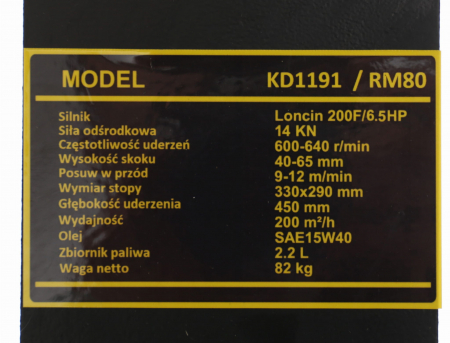 MODEL KD1191 / RM80
Silnik Loncin 200F/6.5HP
Siła odśrodkowa 14 KN
Częstotliwość uderzeń 600-640 r/min
Wysokość skoku 40-65 mm
Posuw w przód 9-12 m/min
Wymiar stopy 330x290 mm
Głębokość uderzenia 450 mm
Wydajność 200 m²/h
Olej SAE15W40
Zbiornik paliwa 2.2 L
Waga netto 82 kg